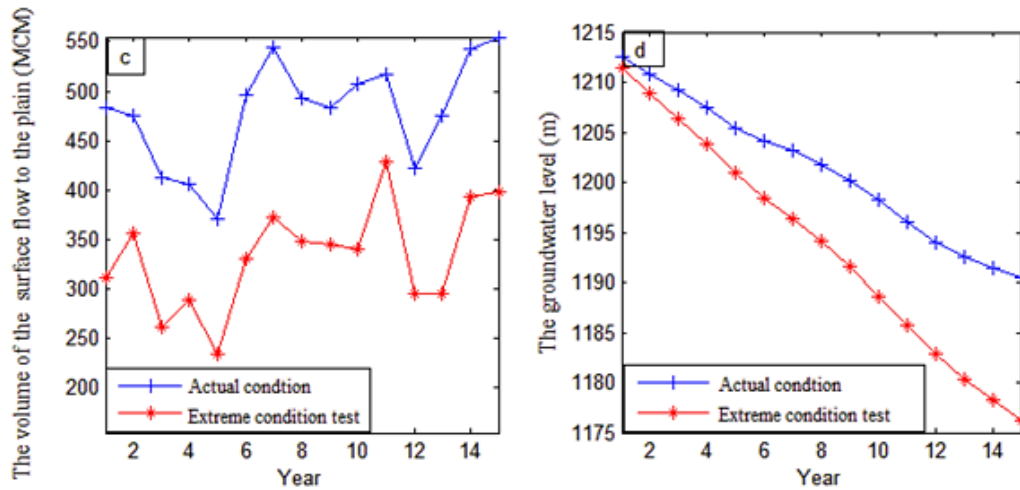 The volume of the surface flow to the plain (MCM)
550
500
450
400
350
300
250
200
c
Actual condtion
Extreme condition test
2 4 6 8 10 12 14
Year
The groundwater level (m)
1215
1210
1205
1200
1195
1190
1185
1180
1175
d
Actual condtion
Extreme condition test
2 4 6 8 10 12 14
Year